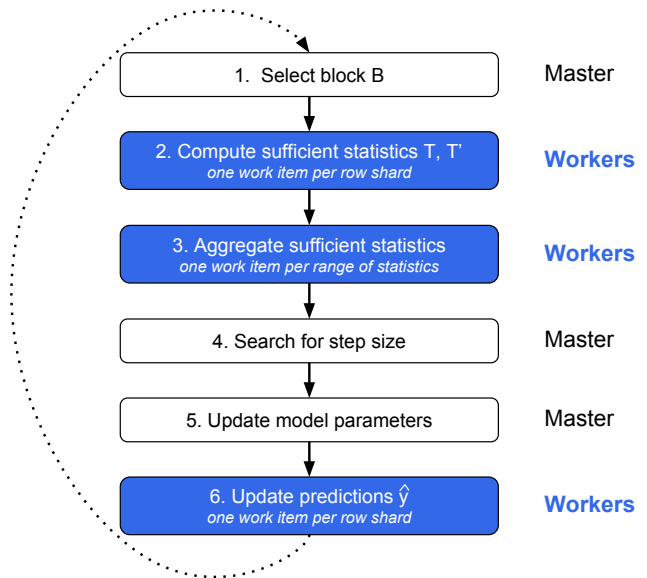 1. Select block B
Master
2. Compute sufficient statistics T, T’
one work item per row shard
Workers
3. Aggregate sufficient statistics
one work item per range of statistics
Workers
4. Search for step size
Master
5. Update model parameters
Master
6. Update predictions ŷ
one work item per row shard
Workers